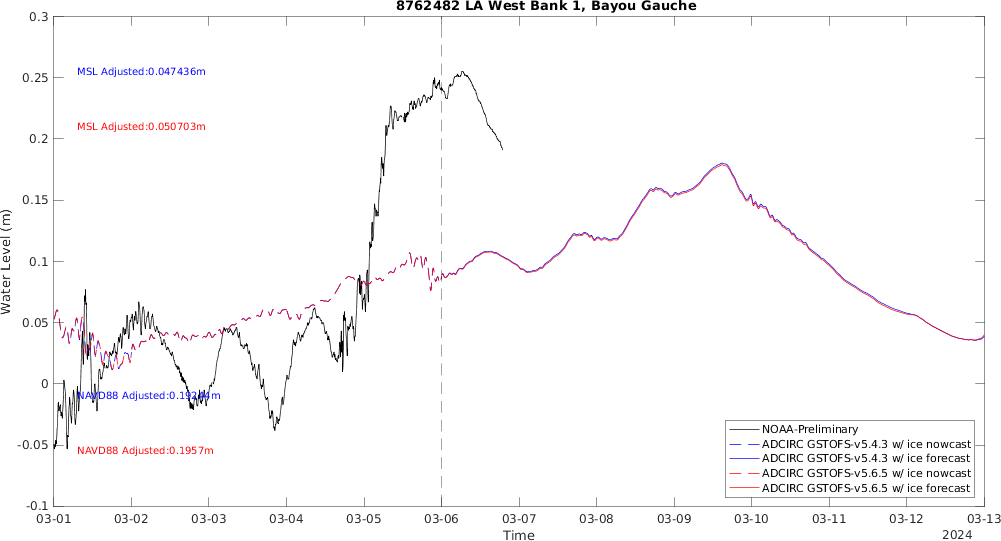 8762482 LA West Bank 1, Bayou Gauche
0.3
0.25
0.2
0.15
0.1
0.05
0
-0.05
-0.1
Water Level (m)
MSL Adjusted:0.047436m
MSL Adjusted:0.050703m
NAVD88 Adjusted:0.19244m
NAVD88 Adjusted:0.1957m
NOAA-Preliminary
ADCIRC GSTOFS-v5.4.3 w/ ice nowcast
ADCIRC GSTOFS-v5.4.3 w/ ice forecast
ADCIRC GSTOFS-v5.6.5 w/ ice nowcast
ADCIRC GSTOFS-v5.6.5 w/ ice forecast
03-01 03-02 03-03 03-04 03-05 03-06 03-07 03-08 03-09 03-10 03-11 03-12 03-13
Time
2024